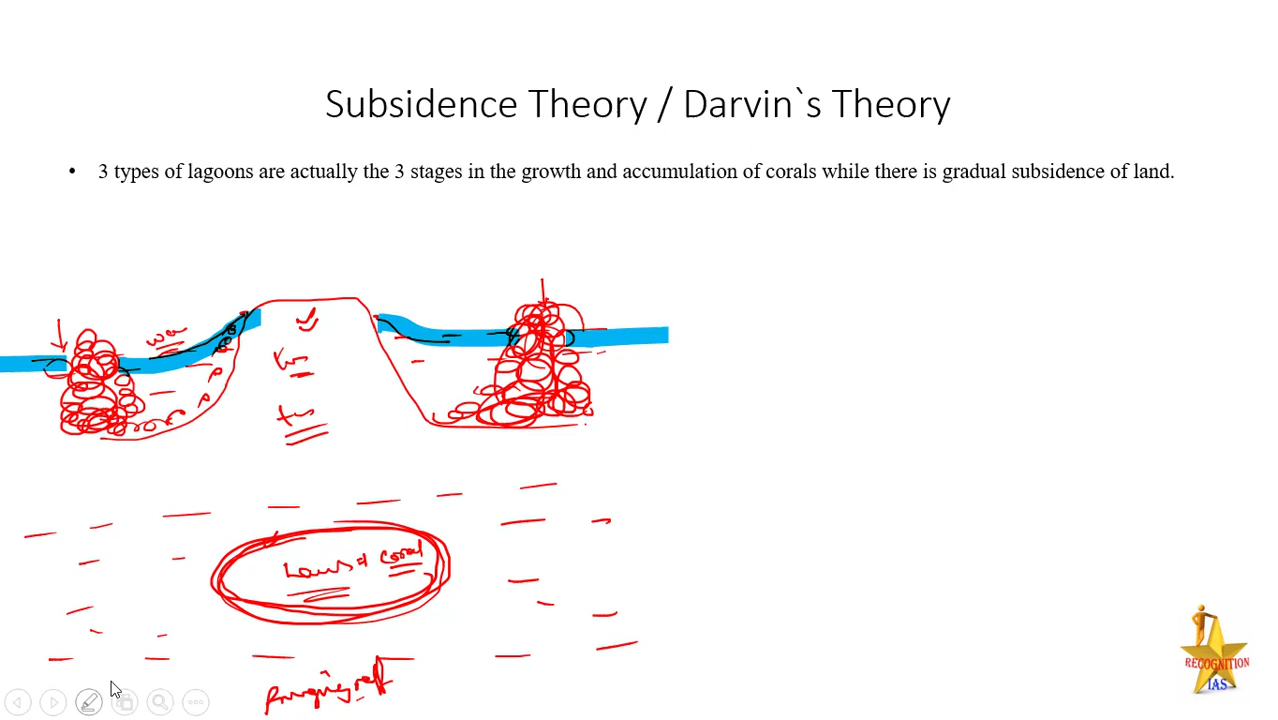 Subsidence Theory / Darvin`s Theory
• 3 types of lagoons are actually the 3 stages in the growth and accumulation of corals while there is gradual subsidence of land.
coral
RECOGNITION
IAS